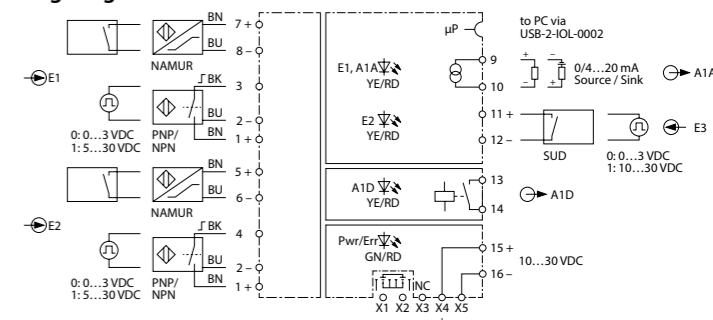 BN
7 +
BU
8 –
NAMUR
E1
BK
3
BU
2 –
BN
1 +
0: 0…3 VDC
1: 5…30 VDC
PNP/
NPN
BN
5 +
BU
6 –
NAMUR
E2
BK
4
BU
2 –
BN
1 +
0: 0…3 VDC
1: 5…30 VDC
PNP/
NPN
µP
to PC via
USB-2-IOL-0002
E1, A1A
YE/RD
9
10
+
–
–
+
0/4…20 mA
Source / Sink
A1A
E2
YE/RD
11 +
12 –
SUD
E3
0: 0…3 VDC
1: 10…30 VDC
A1D
YE/RD
13
14
A1D
Pwr/Err
GN/RD
15 +
16 –
10…30 VDC
NC
X1 X2 X3 X4 X5